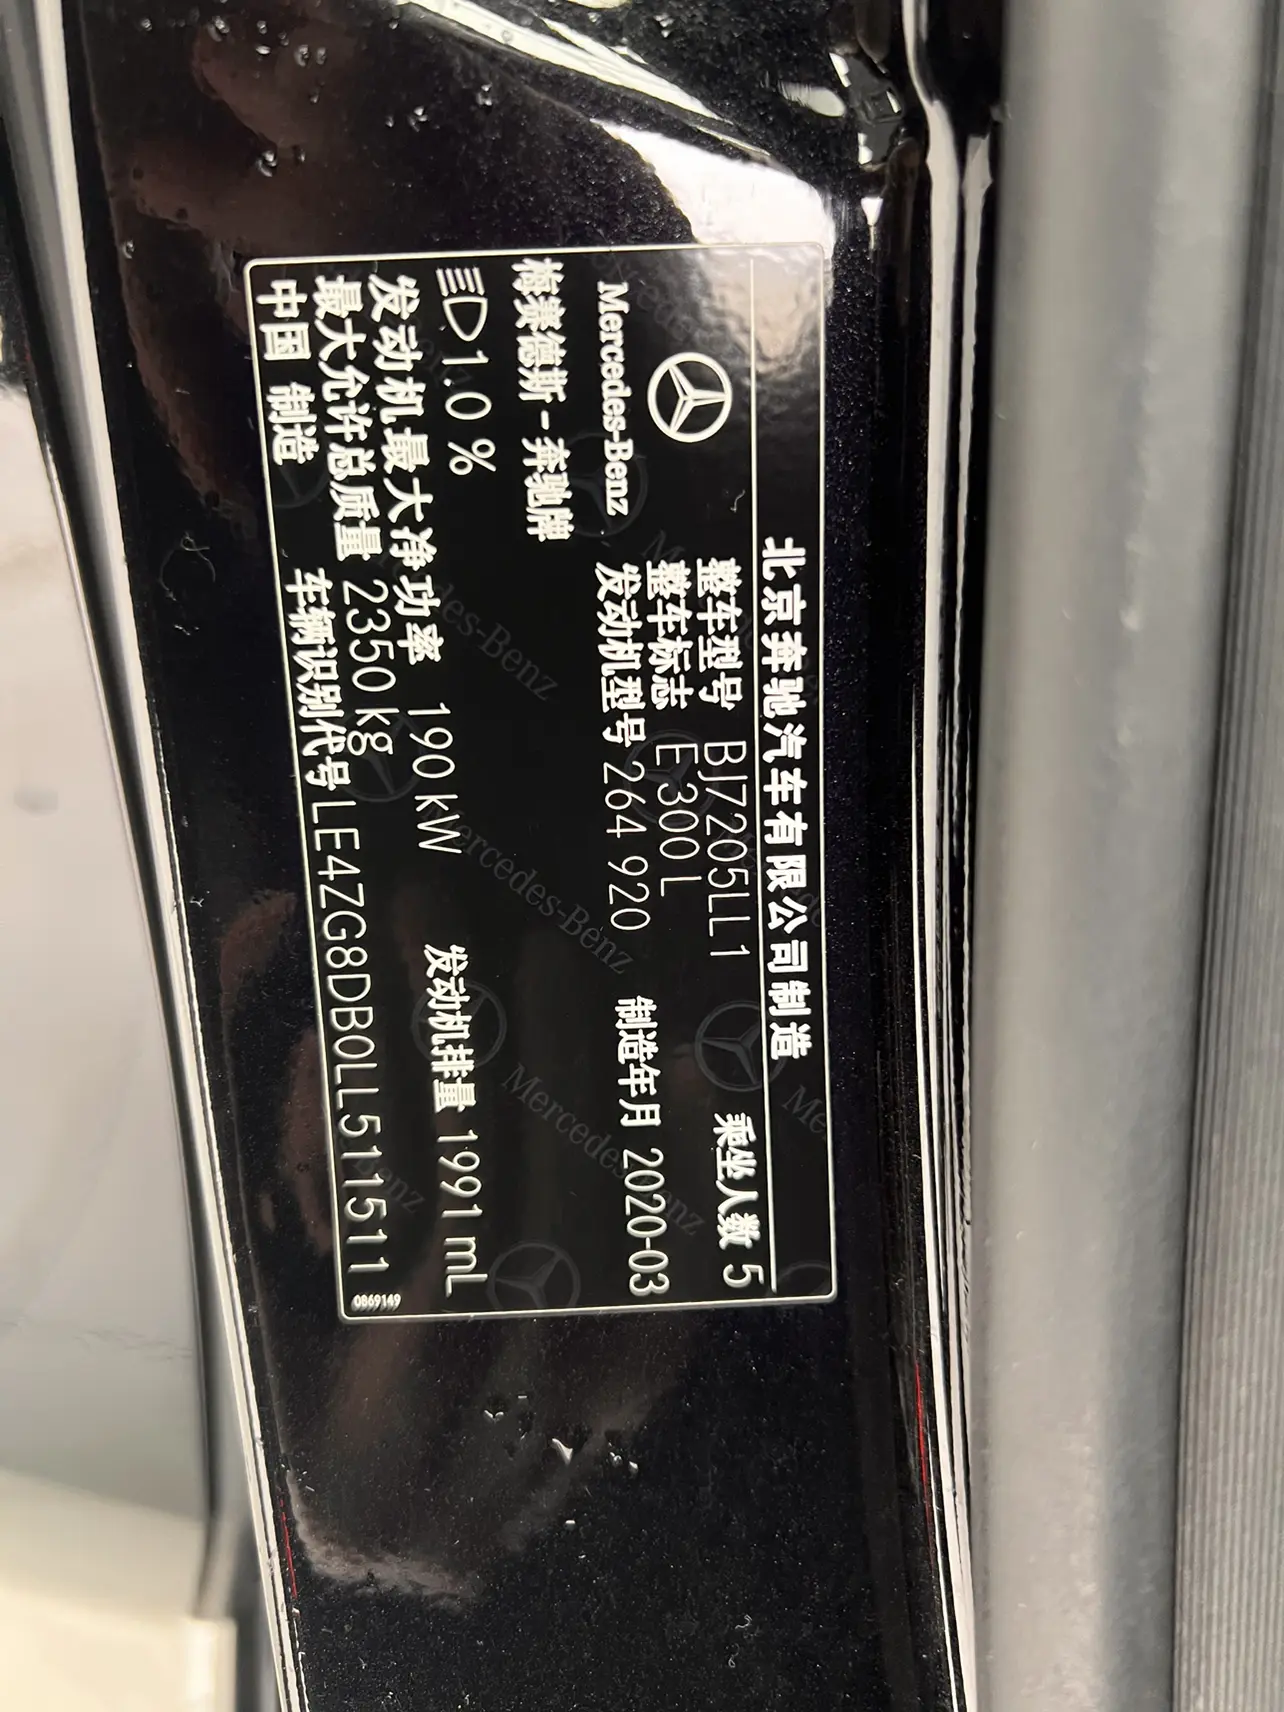 北京奔驰汽车有限公司制造
Mercedes-Benz
梅赛德斯-奔驰牌
整车型号 BJ7205LL1 乘坐人数 5
整车标志 E 300 L
发动机型号 264 920 制造年月 2020-03
1.0 %
发动机最大净功率 190 kW 发动机排量 1991 mL
最大允许总质量 2350 kg
中国 制造 车辆识别代号 LE4ZG8DB0LL511511
0869149